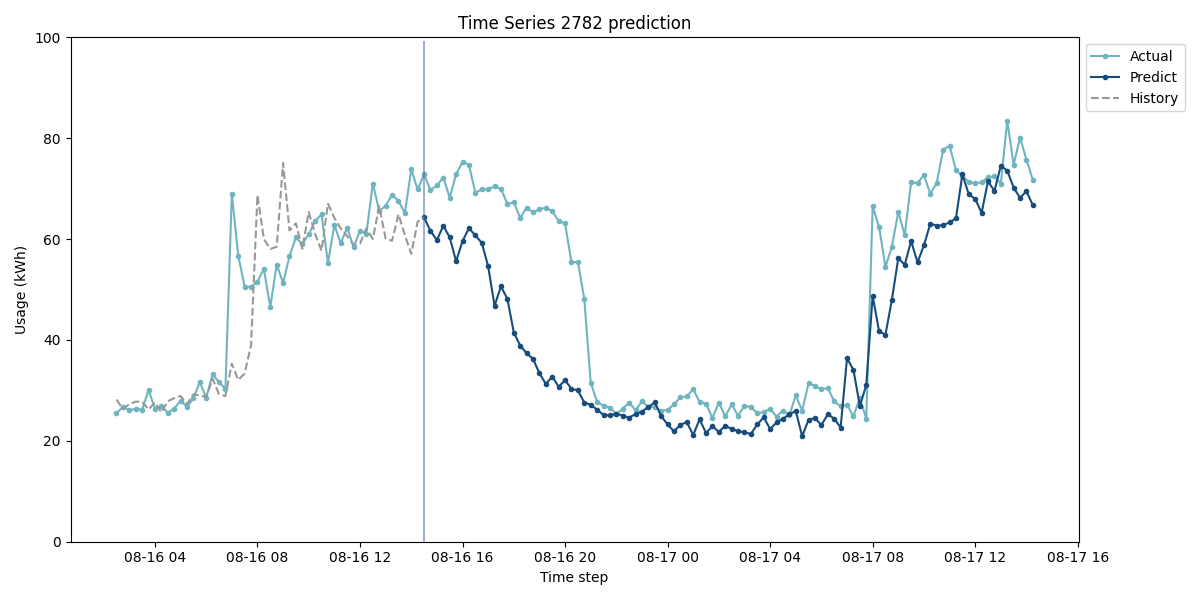 Time Series 2782 prediction
100
80
60
40
20
0
Usage (kWh)
08-16 04
08-16 08
08-16 12
08-16 16
08-16 20
08-17 00
08-17 04
08-17 08
08-17 12
08-17 16
Time step
Actual
Predict
History